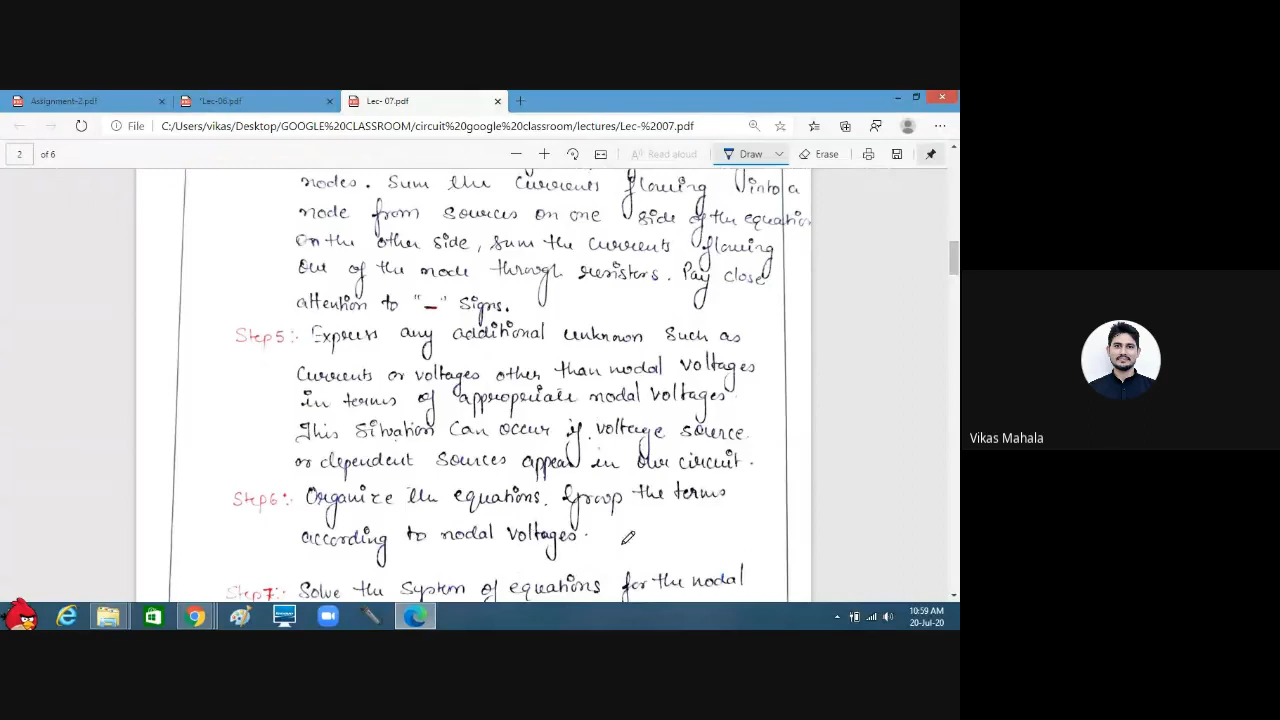 Assignment-2.pdf
*Lec-06.pdf
Lec- 07.pdf
File C:/Users/vikas/Desktop/GOOGLE%20CLASSROOM/circuit%20google%20classroom/lectures/Lec-%2007.pdf
2 of 6
Read aloud Draw Erase
nodes. Sum the currents flowing into a
node from sources on one side of the equation
on the other side, sum the currents flowing
out of the node through resistors. Pay close
attention to "-" signs.
Step5:- Express any additional unknown such as
currents or voltages other than nodal voltages
in terms of appropriate nodal voltages.
This situation can occur if voltage source
or dependent sources appear in our circuit.
Step6:- Organize the equations. Group the terms
according to nodal voltages.
Step7:- Solve the system of equations for the nodal
Vikas Mahala
10:59 AM
20-Jul-20